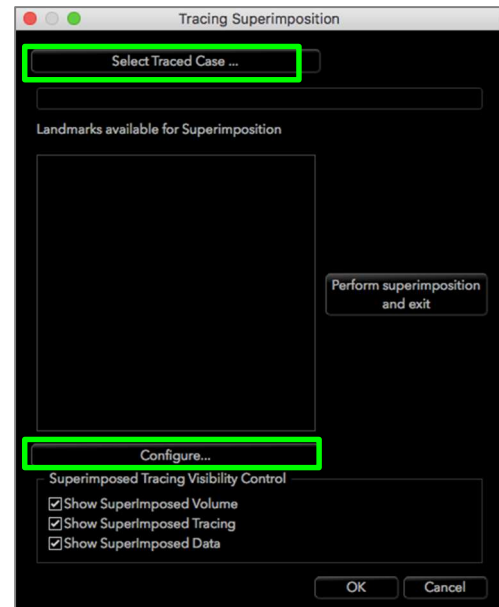 Tracing Superimposition
Select Traced Case ...
Landmarks available for Superimposition
Perform superimposition
and exit
Configure...
Superimposed Tracing Visibility Control
Show SuperImposed Volume
Show SuperImposed Tracing
Show SuperImposed Data
OK
Cancel